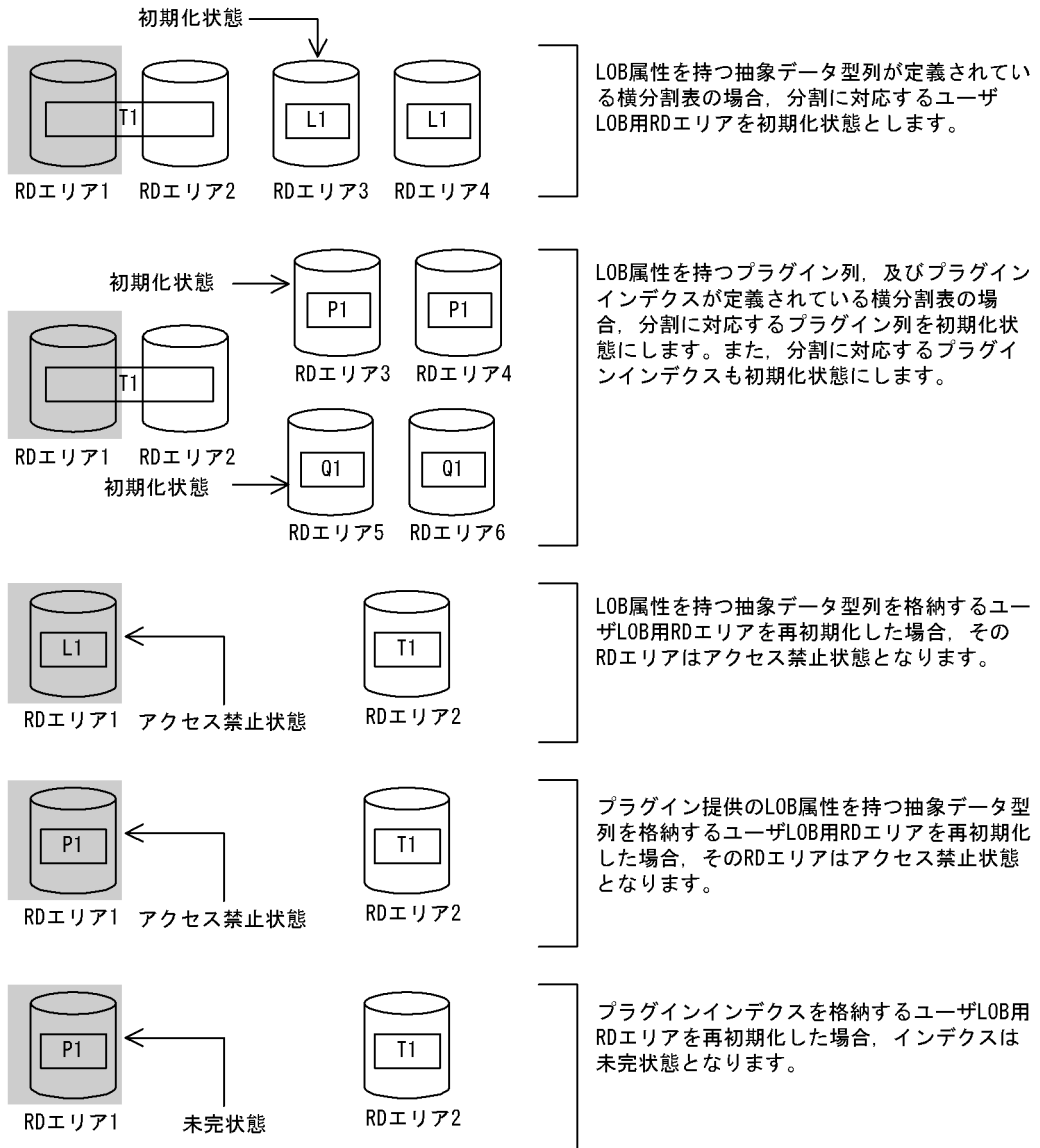 初期化状態
T1
L1
L1
RDエリア1
RDエリア2
RDエリア3
RDエリア4
LOB属性を持つ抽象データ型列が定義されてい
る横分割表の場合，分割に対応するユーザ
LOB用RDエリアを初期化状態とします。
初期化状態
P1
P1
RDエリア3
RDエリア4
T1
RDエリア1
RDエリア2
初期化状態
Q1
Q1
RDエリア5
RDエリア6
LOB属性を持つプラグイン列，及びプラグイン
インデクスが定義されている横分割表の場
合，分割に対応するプラグイン列を初期化状
態にします。また，分割に対応するプラグイ
ンインデクスも初期化状態にします。
L1
T1
RDエリア1
アクセス禁止状態
RDエリア2
LOB属性を持つ抽象データ型列を格納するユー
ザLOB用RDエリアを再初期化した場合，その
RDエリアはアクセス禁止状態となります。
P1
T1
RDエリア1
アクセス禁止状態
RDエリア2
プラグイン提供のLOB属性を持つ抽象データ型
列を格納するユーザLOB用RDエリアを再初期化
した場合，そのRDエリアはアクセス禁止状態
となります。
P1
T1
RDエリア1
未完状態
RDエリア2
プラグインインデクスを格納するユーザLOB用
RDエリアを再初期化した場合，インデクスは
未完状態となります。